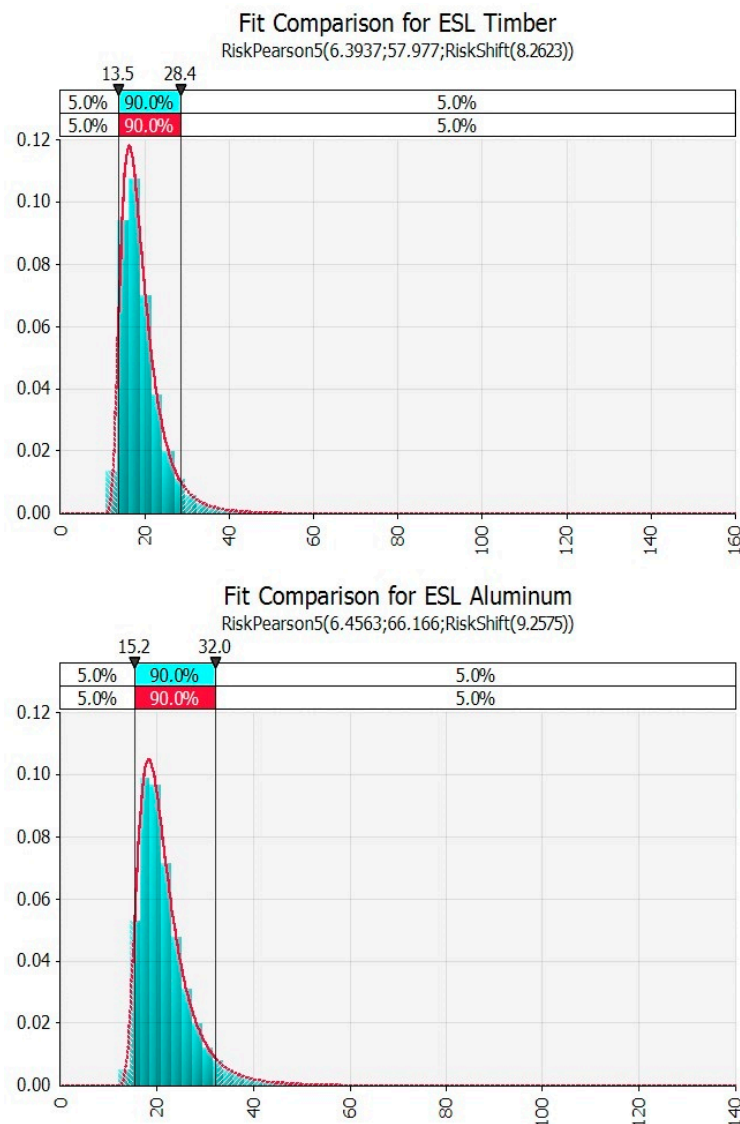 Fit Comparison for ESL Timber
RiskPearson5(6.3937;57.977;RiskShift(8.2623))
13.5 28.4
5.0% 90.0% 5.0%
5.0% 90.0% 5.0%
0.12
0.10
0.08
0.06
0.04
0.02
0.00
0 20 40 60 80 100 120 140 160
Fit Comparison for ESL Aluminum
RiskPearson5(6.4563;66.166;RiskShift(9.2575))
15.2 32.0
5.0% 90.0% 5.0%
5.0% 90.0% 5.0%
0.12
0.10
0.08
0.06
0.04
0.02
0.00
0 20 40 60 80 100 120 140